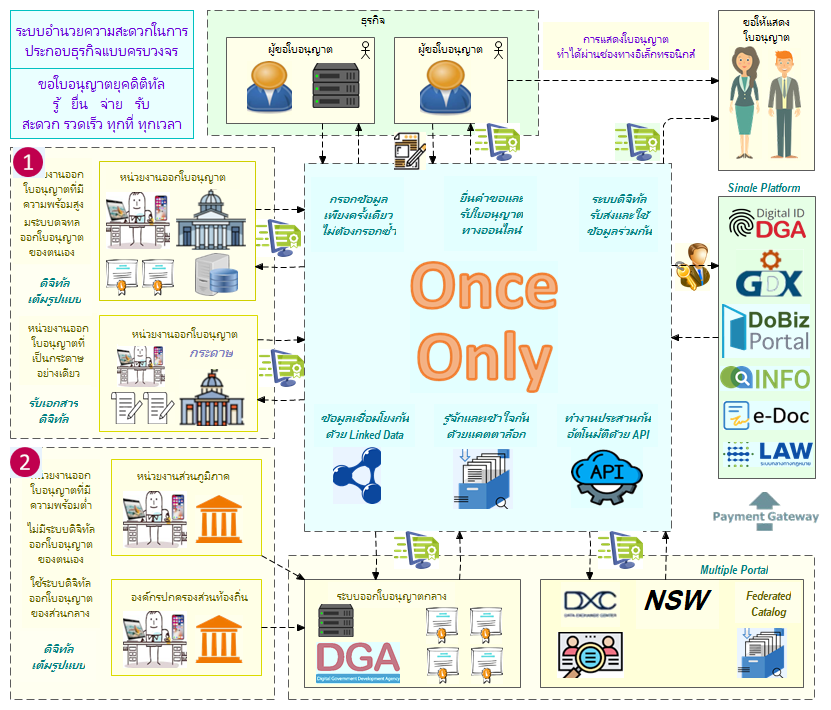 ระบบอำนวยความสะดวกในการ
ประกอบธุรกิจแบบครบวงจร
ขอใบอนุญาตยุคดิติทัล
รู้ ยื่น จ่าย รับ
สะดวก รวดเร็ว ทุกที่ ทุกเวลา
ธุรกิจ
ผู้ขอใบอนุญาต
ผู้ขอใบอนุญาต
การแสดงใบอนุญาต
ทำได้ผ่านช่องทางอิเล็กทรอนิกส์
ขอให้แสดง
ใบอนุญาต
1
งานออก
ใบอนุญาตที่มี
ความพร้อมสูง
มีระบบดิจิทัล
ออกใบอนุญาต
ของตนเอง
ดิจิทัล
เต็มรูปแบบ
หน่วยงานออกใบอนุญาต
หน่วยงานออก
ใบอนุญาตที่
เป็นกระดาษ
อย่างเดียว
รับเอกสาร
ดิจิทัล
หน่วยงานออกใบอนุญาต
กระดาษ
กรอกข้อมูล
เพียงครั้งเดียว
ไม่ต้องกรอกซ้ำ
ยื่นคำขอและ
รับใบอนุญาต
ทางออนไลน์
ระบบดิจิทัล
รับส่งและใช้
ข้อมูลร่วมกัน
Once
Only
ข้อมูลเชื่อมโยงกัน
ด้วย Linked Data
รู้จักและเข้าใจกัน
ด้วยแคตตาล็อก
ทำงานประสานกัน
อัตโนมัติด้วย API
API
Single Platform
Digital ID
DGA
GDX
DoBiz
Portal
INFO
e-Doc
LAW
ระบบกลางทางกฎหมาย
Payment Gateway
2
หน่วยงานออก
ใบอนุญาตที่มี
ความพร้อมต่ำ
ไม่มีระบบดิจิทัล
ออกใบอนุญาต
ของตนเอง
ใช้ระบบดิจิทัล
ออกใบอนุญาต
ของส่วนกลาง
ดิจิทัล
เต็มรูปแบบ
หน่วยงานส่วนภูมิภาค
องค์กรปกครองส่วนท้องถิ่น
ระบบออกใบอนุญาตกลาง
DGA
Digital Government Development Agency
Multiple Portal
DXC
DATA EXCHANGE CENTER
NSW
Federated
Catalog